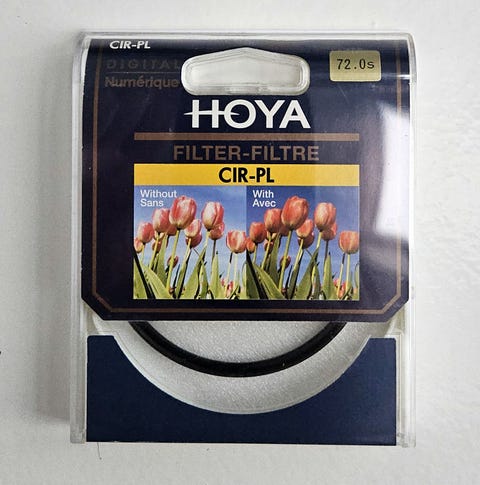 CIR-PL
DIGITAL
Numérique
72.0s
HOYA
FILTER-FILTRE
CIR-PL
Without
Sans
With
Avec